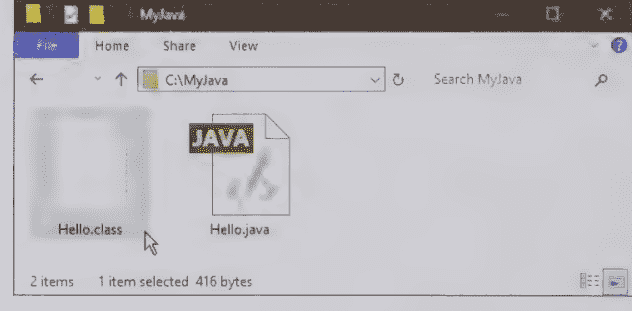 MyJava
File Home Share View
C:\MyJava Search MyJava
JAVA
Hello.class Hello.java
2 items 1 item selected 416 bytes